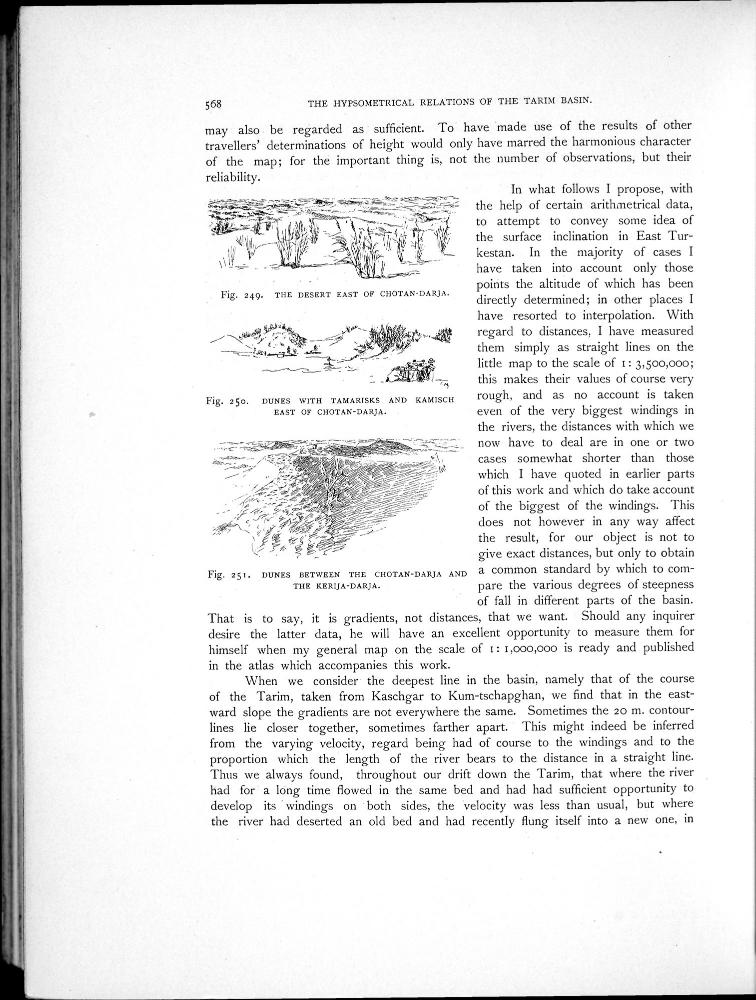 568
THE HYPSOMETRICAL RELATIONS OF THE TARIM BASIN.
may also be regarded as sufficient. To have made use of the results of other
travellers' determinations of height would only have marred the harmonious character
of the map; for the important thing is, not the number of observations, but their
reliability.
Fig. 249. THE DESERT EAST OF CHOTAN-DARJA.
Fig. 250. DUNES WITH TAMARISKS AND KAMISCH
EAST OF CHOTAN-DARJA.
Fig. 251. DUNES BETWEEN THE CHOTAN-DARJA AND
THE KERIJA-DARJA.
In what follows I propose, with
the help of certain arithmetrical data,
to attempt to convey some idea of
the surface inclination in East Tur-
kestan. In the majority of cases I
have taken into account only those
points the altitude of which has been
directly determined; in other places I
have resorted to interpolation. With
regard to distances, I have measured
them simply as straight lines on the
little map to the scale of 1: 3,500,000;
this makes their values of course very
rough, and as no account is taken
even of the very biggest windings in
the rivers, the distances with which we
now have to deal are in one or two
cases somewhat shorter than those
which I have quoted in earlier parts
of this work and which do take account
of the biggest of the windings. This
does not however in any way affect
the result, for our object is not to
give exact distances, but only to obtain
a common standard by which to com-
pare the various degrees of steepness
of fall in different parts of the basin.
That is to say, it is gradients, not distances, that we want. Should any inquirer
desire the latter data, he will have an excellent opportunity to measure them for
himself when my general map on the scale of 1: 1,000,000 is ready and published
in the atlas which accompanies this work.
When we consider the deepest line in the basin, namely that of the course
of the Tarim, taken from Kaschgar to Kum-tschapghan, we find that in the east-
ward slope the gradients are not everywhere the same. Sometimes the 20 m. contour-
lines lie closer together, sometimes farther apart. This might indeed be inferred
from the varying velocity, regard being had of course to the windings and to the
proportion which the length of the river bears to the distance in a straight line.
Thus we always found, throughout our drift down the Tarim, that where the river
had for a long time flowed in the same bed and had had sufficient opportunity to
develop its windings on both sides, the velocity was less than usual, but where
the river had deserted an old bed and had recently flung itself into a new one, in